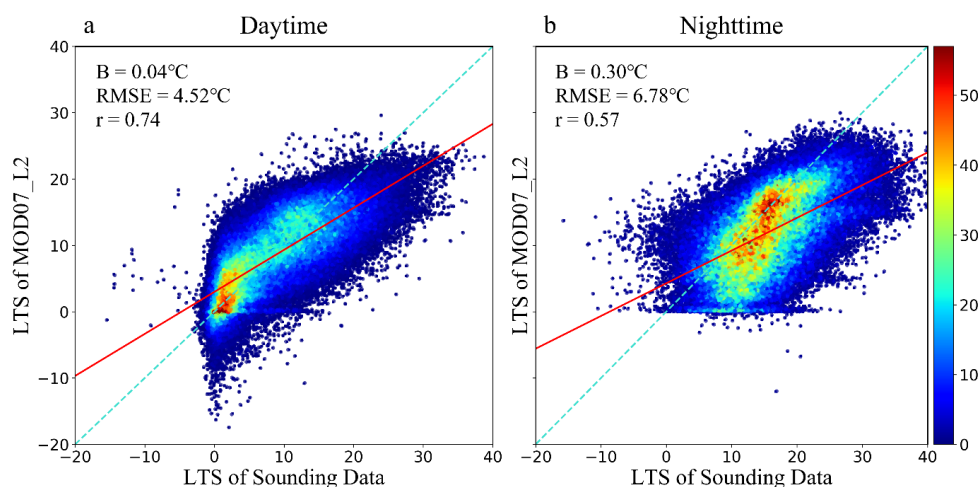 a Daytime
B = 0.04℃
RMSE = 4.52℃
r = 0.74
40
30
20
10
0
−10
−20
LTS of MOD07_L2
−20 −10 0 10 20 30 40
LTS of Sounding Data
b Nighttime
B = 0.30℃
RMSE = 6.78℃
r = 0.57
LTS of MOD07_L2
−20 −10 0 10 20 30 40
LTS of Sounding Data
50
40
30
20
10
0